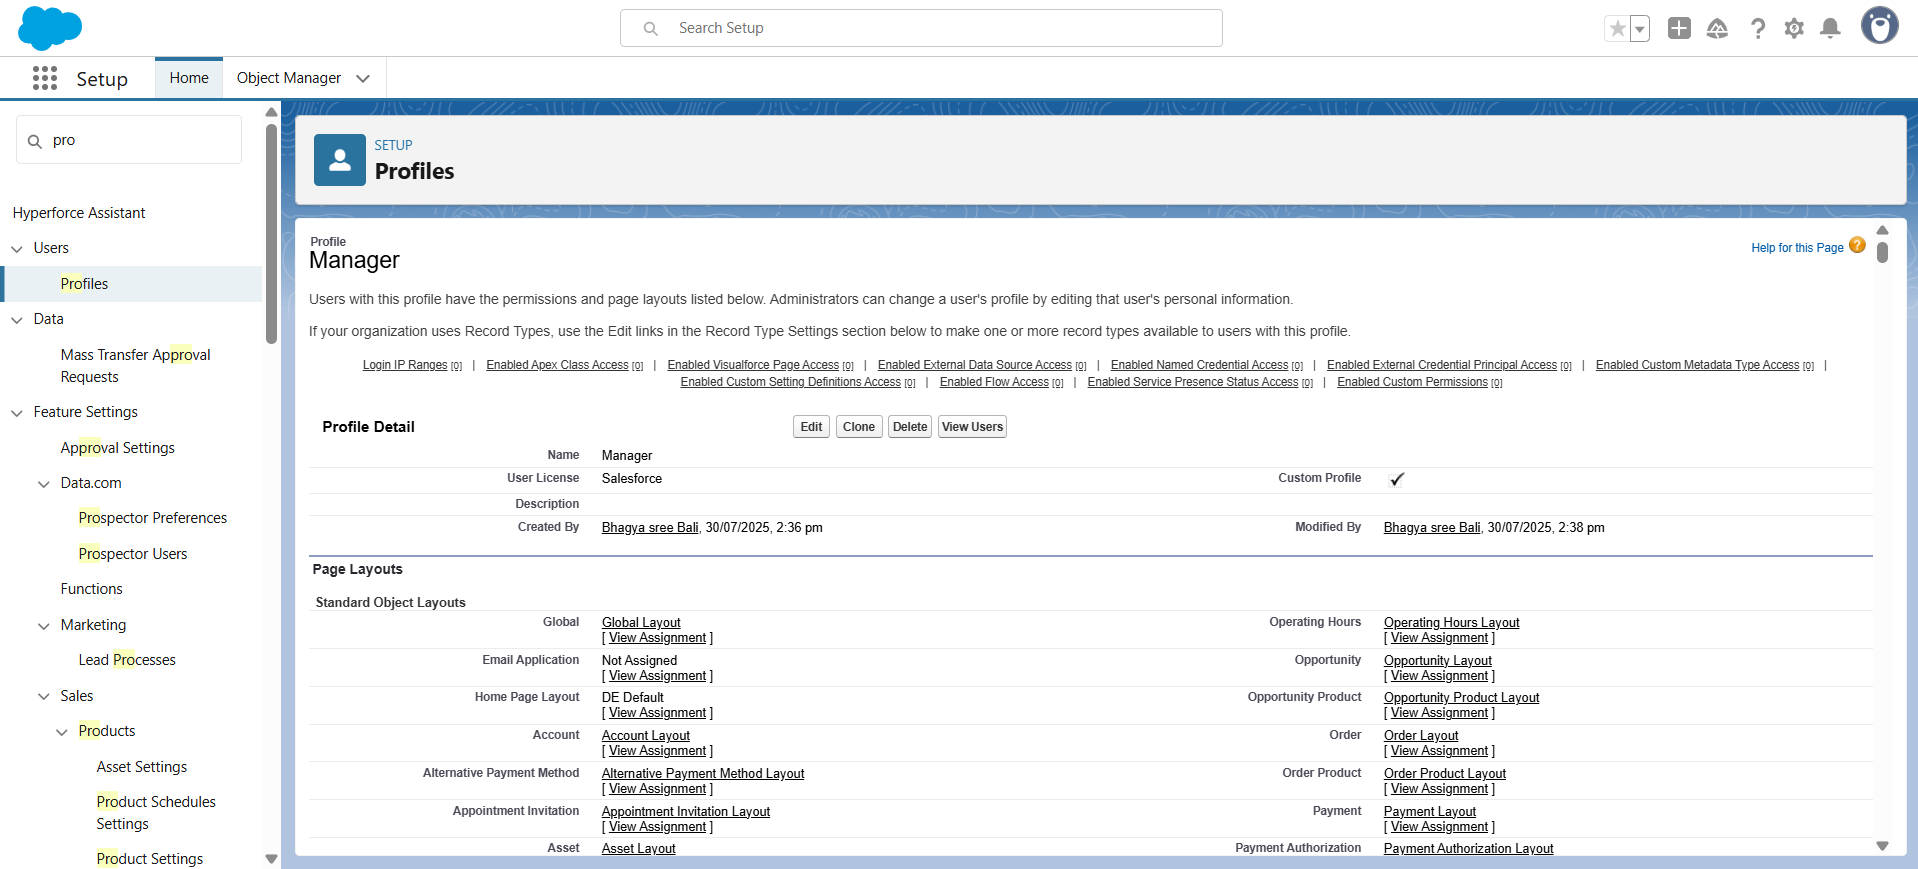 Search Setup
Setup
Home
Object Manager
pro
Hyperforce Assistant
Users
Profiles
Data
Mass Transfer Approval
Requests
Feature Settings
Approval Settings
Data.com
Prospector Preferences
Prospector Users
Functions
Marketing
Lead Processes
Sales
Products
Asset Settings
Product Schedules
Settings
Product Settings
SETUP
Profiles
Profile
Manager
Help for this Page ?
Users with this profile have the permissions and page layouts listed below. Administrators can change a user's profile by editing that user's personal information.
If your organization uses Record Types, use the Edit links in the Record Type Settings section below to make one or more record types available to users with this profile.
Login IP Ranges [0] | Enabled Apex Class Access [0] | Enabled Visualforce Page Access [0] | Enabled External Data Source Access [0] | Enabled Named Credential Access [0] | Enabled External Credential Principal Access [0] | Enabled Custom Metadata Type Access [0] |
Enabled Custom Setting Definitions Access [0] | Enabled Flow Access [0] | Enabled Service Presence Status Access [0] | Enabled Custom Permissions [0]
Profile Detail Edit Clone Delete View Users
Name Manager
User License Salesforce Custom Profile ✓
Description
Created By Bhagya sree Bali, 30/07/2025, 2:36 pm Modified By Bhagya sree Bali, 30/07/2025, 2:38 pm
Page Layouts
Standard Object Layouts
Global Global Layout Operating Hours Operating Hours Layout
[ View Assignment ] [ View Assignment ]
Email Application Not Assigned Opportunity Opportunity Layout
[ View Assignment ] [ View Assignment ]
Home Page Layout DE Default Opportunity Product Opportunity Product Layout
[ View Assignment ] [ View Assignment ]
Account Account Layout Order Order Layout
[ View Assignment ] [ View Assignment ]
Alternative Payment Method Alternative Payment Method Layout Order Product Order Product Layout
[ View Assignment ] [ View Assignment ]
Appointment Invitation Appointment Invitation Layout Payment Payment Layout
[ View Assignment ] [ View Assignment ]
Asset Asset Layout Payment Authorization Payment Authorization Layout